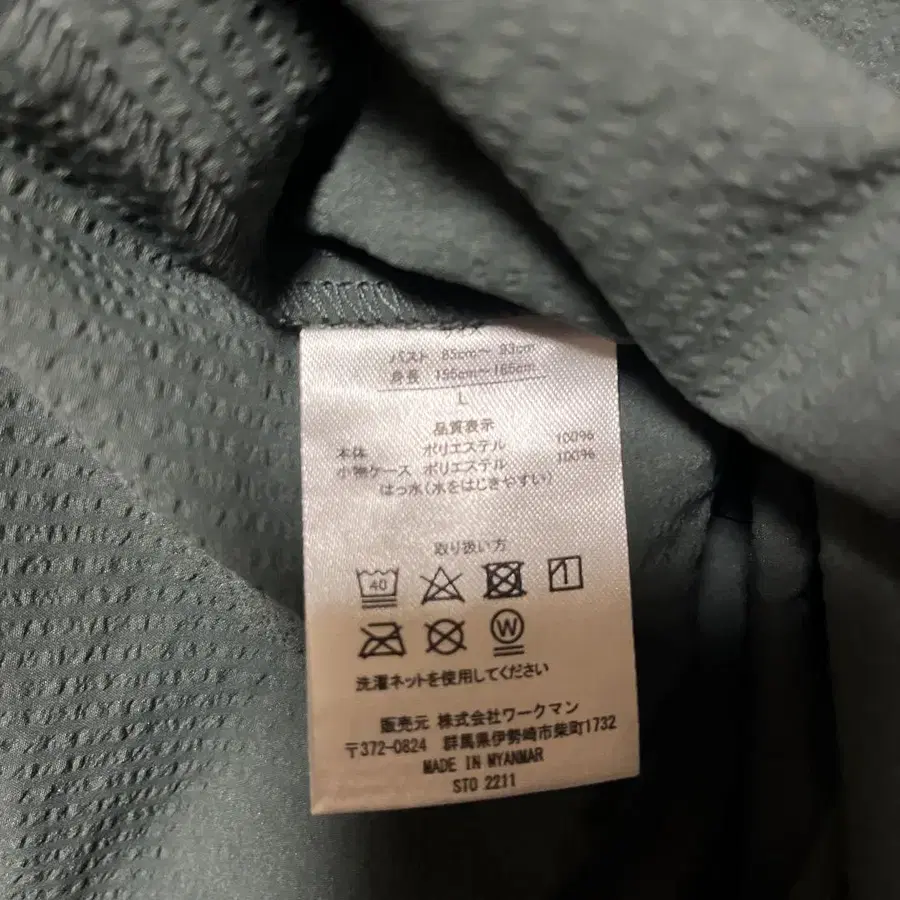 バスト 85cm～ 93cm
身長 155cm～165cm
L
品質表示
本体 ポリエステル 100%
小物ケース ポリエステル 100%
はっ水(水をはじきやすい)
取り扱い方
40
W
洗濯ネットを使用してください
販売元 株式会社ワークマン
〒372-0824 群馬県伊勢崎市柴町1732
MADE IN MYANMAR
STO 2211